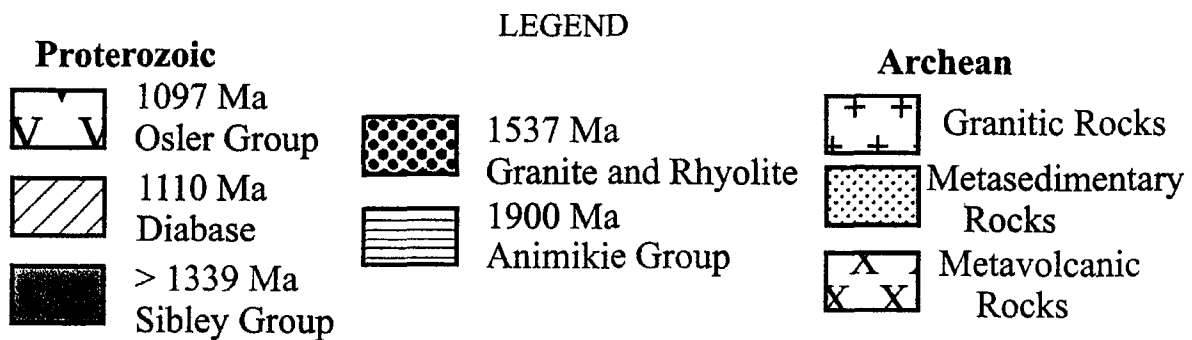 LEGEND
Proterozoic
1097 Ma
Osler Group
1110 Ma
Diabase
> 1339 Ma
Sibley Group
1537 Ma
Granite and Rhyolite
1900 Ma
Animikie Group
Archean
Granitic Rocks
Metasedimentary
Rocks
Metavolcanic
Rocks